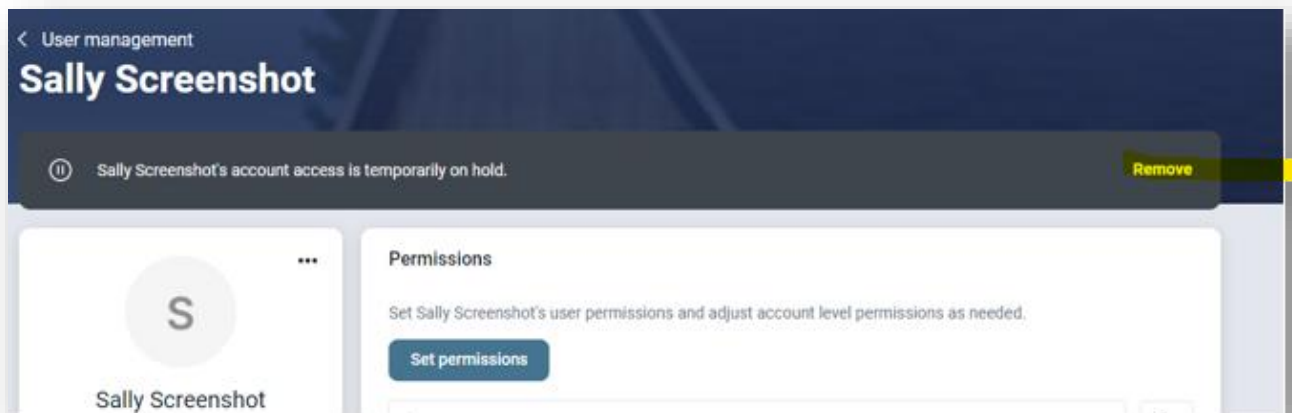 User management
Sally Screenshot
Sally Screenshot's account access is temporarily on hold.
Remove
Permissions
S
Set Sally Screenshot's user permissions and adjust account level permissions as needed.
Set permissions
Sally Screenshot